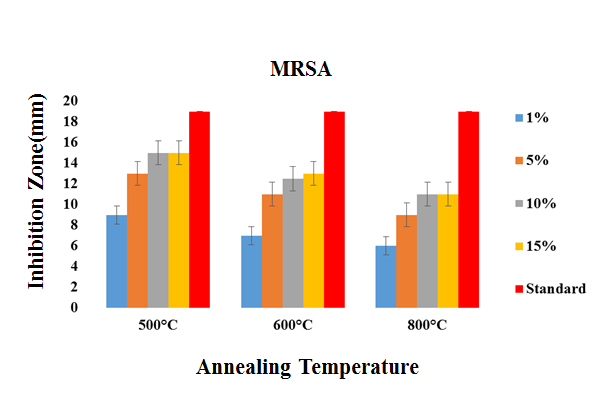 MRSA
Inhibition Zone(mm)
20
18
16
14
12
10
8
6
4
2
0
500°C
600°C
800°C
Annealing Temperature
1%
5%
10%
15%
Standard